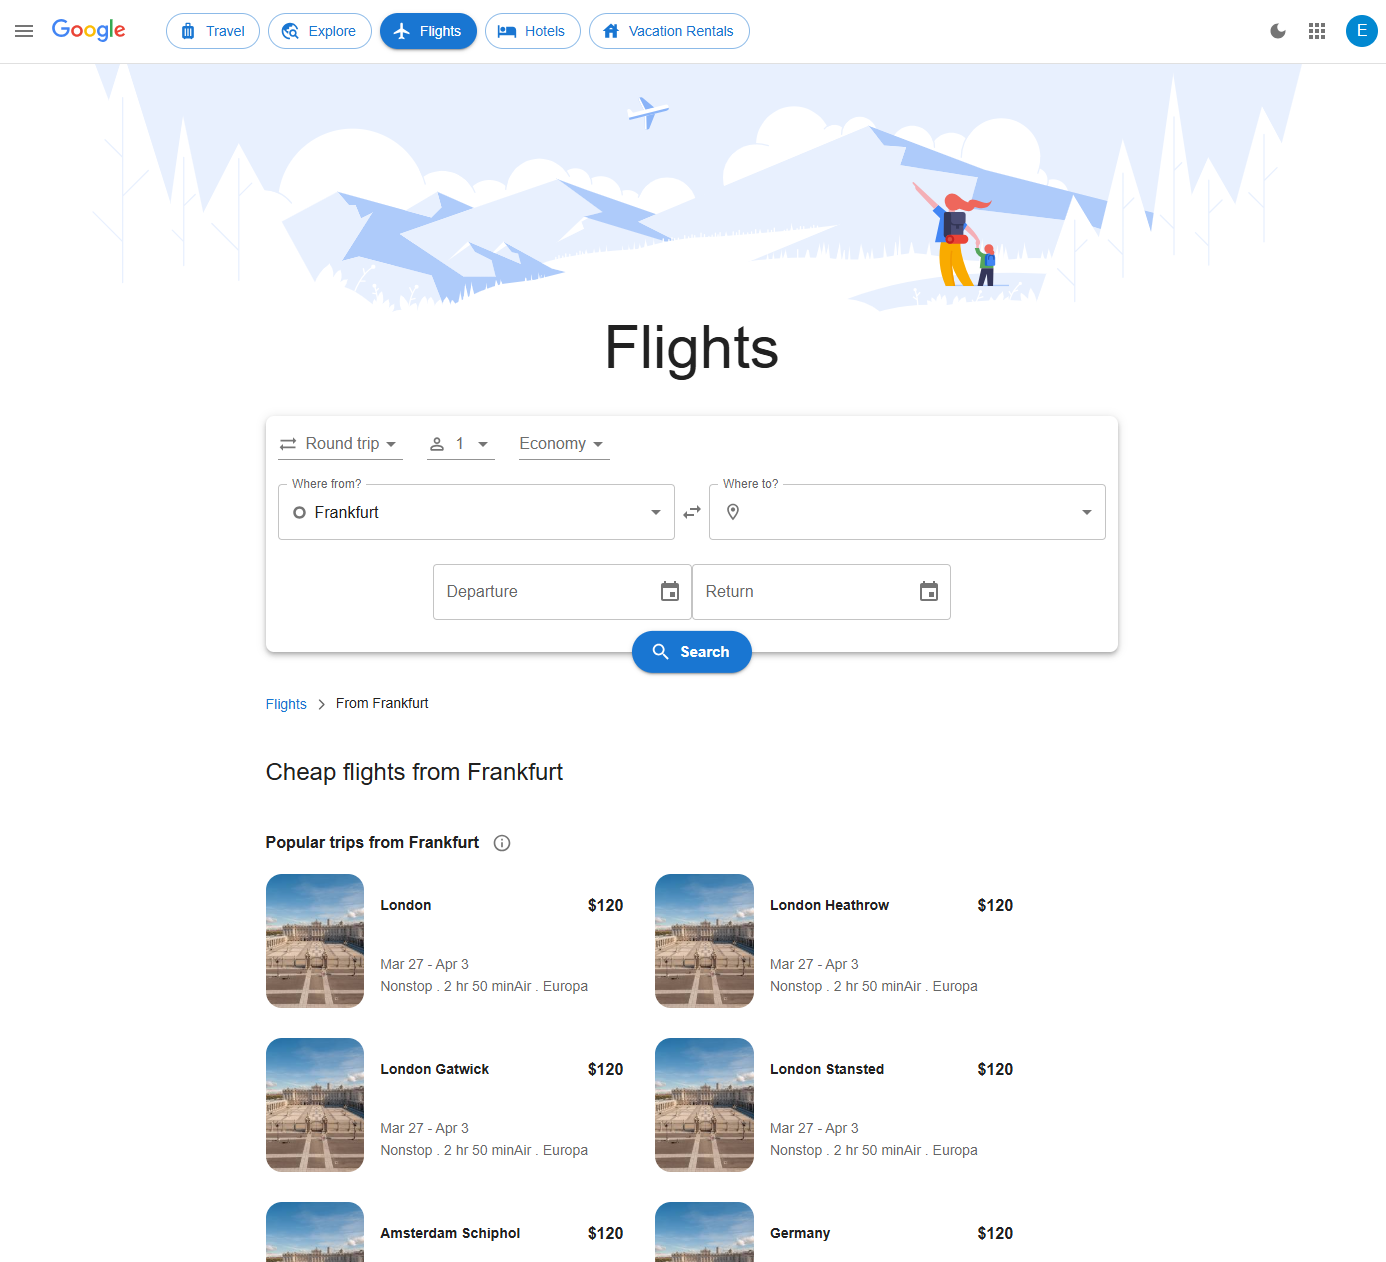 Google
Travel
Explore
Flights
Hotels
Vacation Rentals
E
Flights
Round trip
1
Economy
Where from?
Frankfurt
Where to?
Departure
Return
Search
Flights
From Frankfurt
Cheap flights from Frankfurt
Popular trips from Frankfurt
London
$120
Mar 27 - Apr 3
Nonstop . 2 hr 50 minAir . Europa
London Heathrow
$120
Mar 27 - Apr 3
Nonstop . 2 hr 50 minAir . Europa
London Gatwick
$120
Mar 27 - Apr 3
Nonstop . 2 hr 50 minAir . Europa
London Stansted
$120
Mar 27 - Apr 3
Nonstop . 2 hr 50 minAir . Europa
Amsterdam Schiphol
$120
Germany
$120